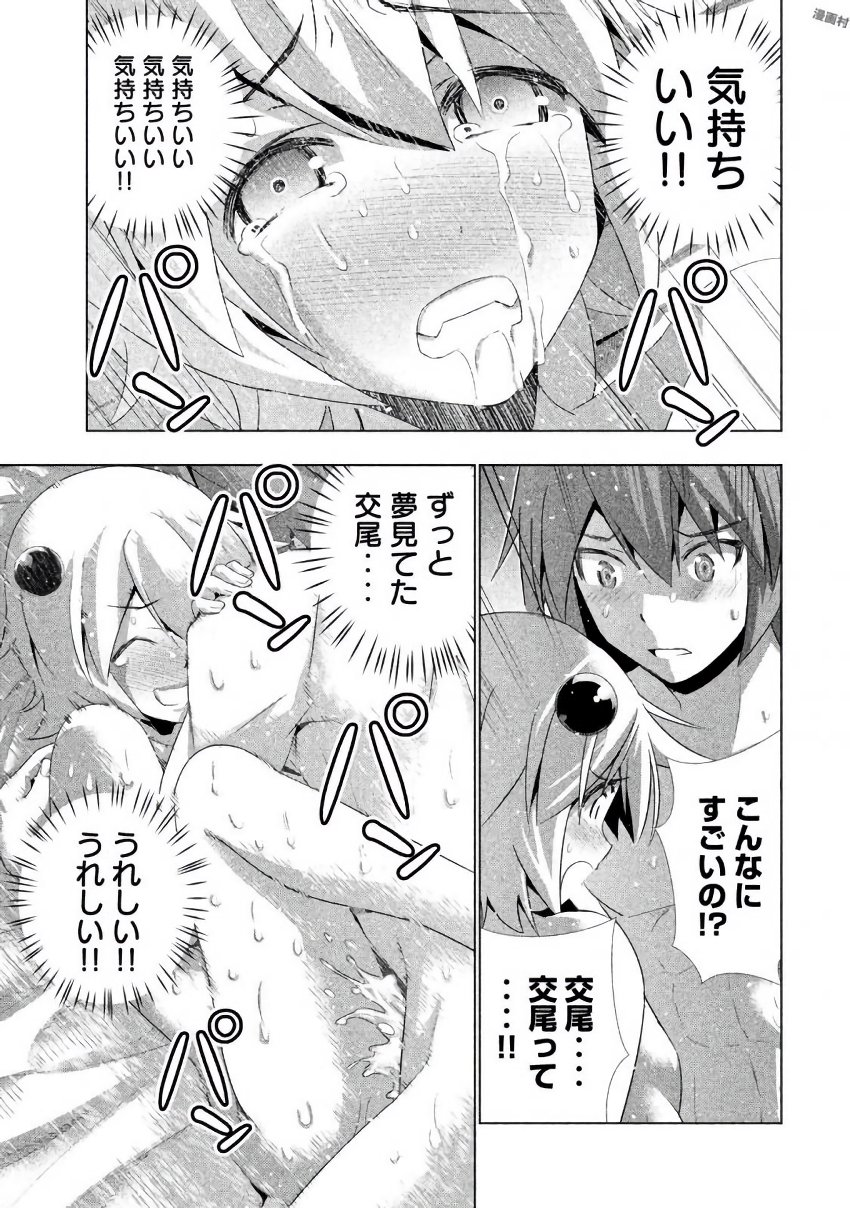 漫画村
気持ち
いい!!
気持ちいい
気持ちいい
気持ちいい!!
パンッ
パンッ
こんなに
すごいの!?
交尾‥‥
交尾って
‥‥!!
ずっと
夢見てた
交尾‥‥
パンッ
パンッ
うれしい!!
うれしい!!
パンッ